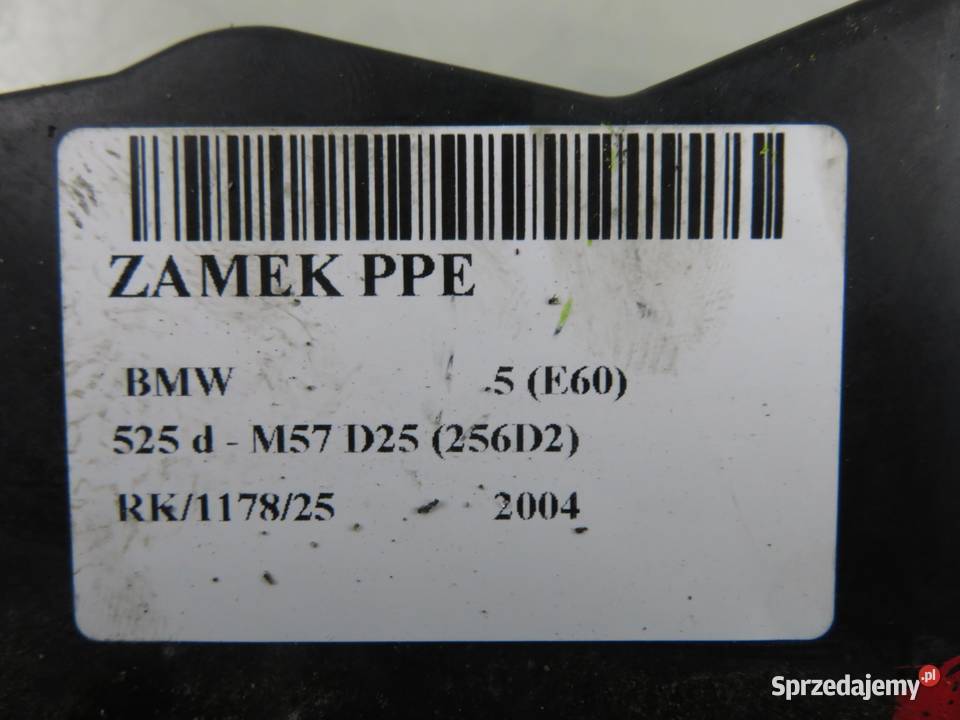 ZAMEK PPE
BMW 5 (E60)
525 d - M57 D25 (256D2)
RK/1178/25 2004
Sprzedajemy.pl